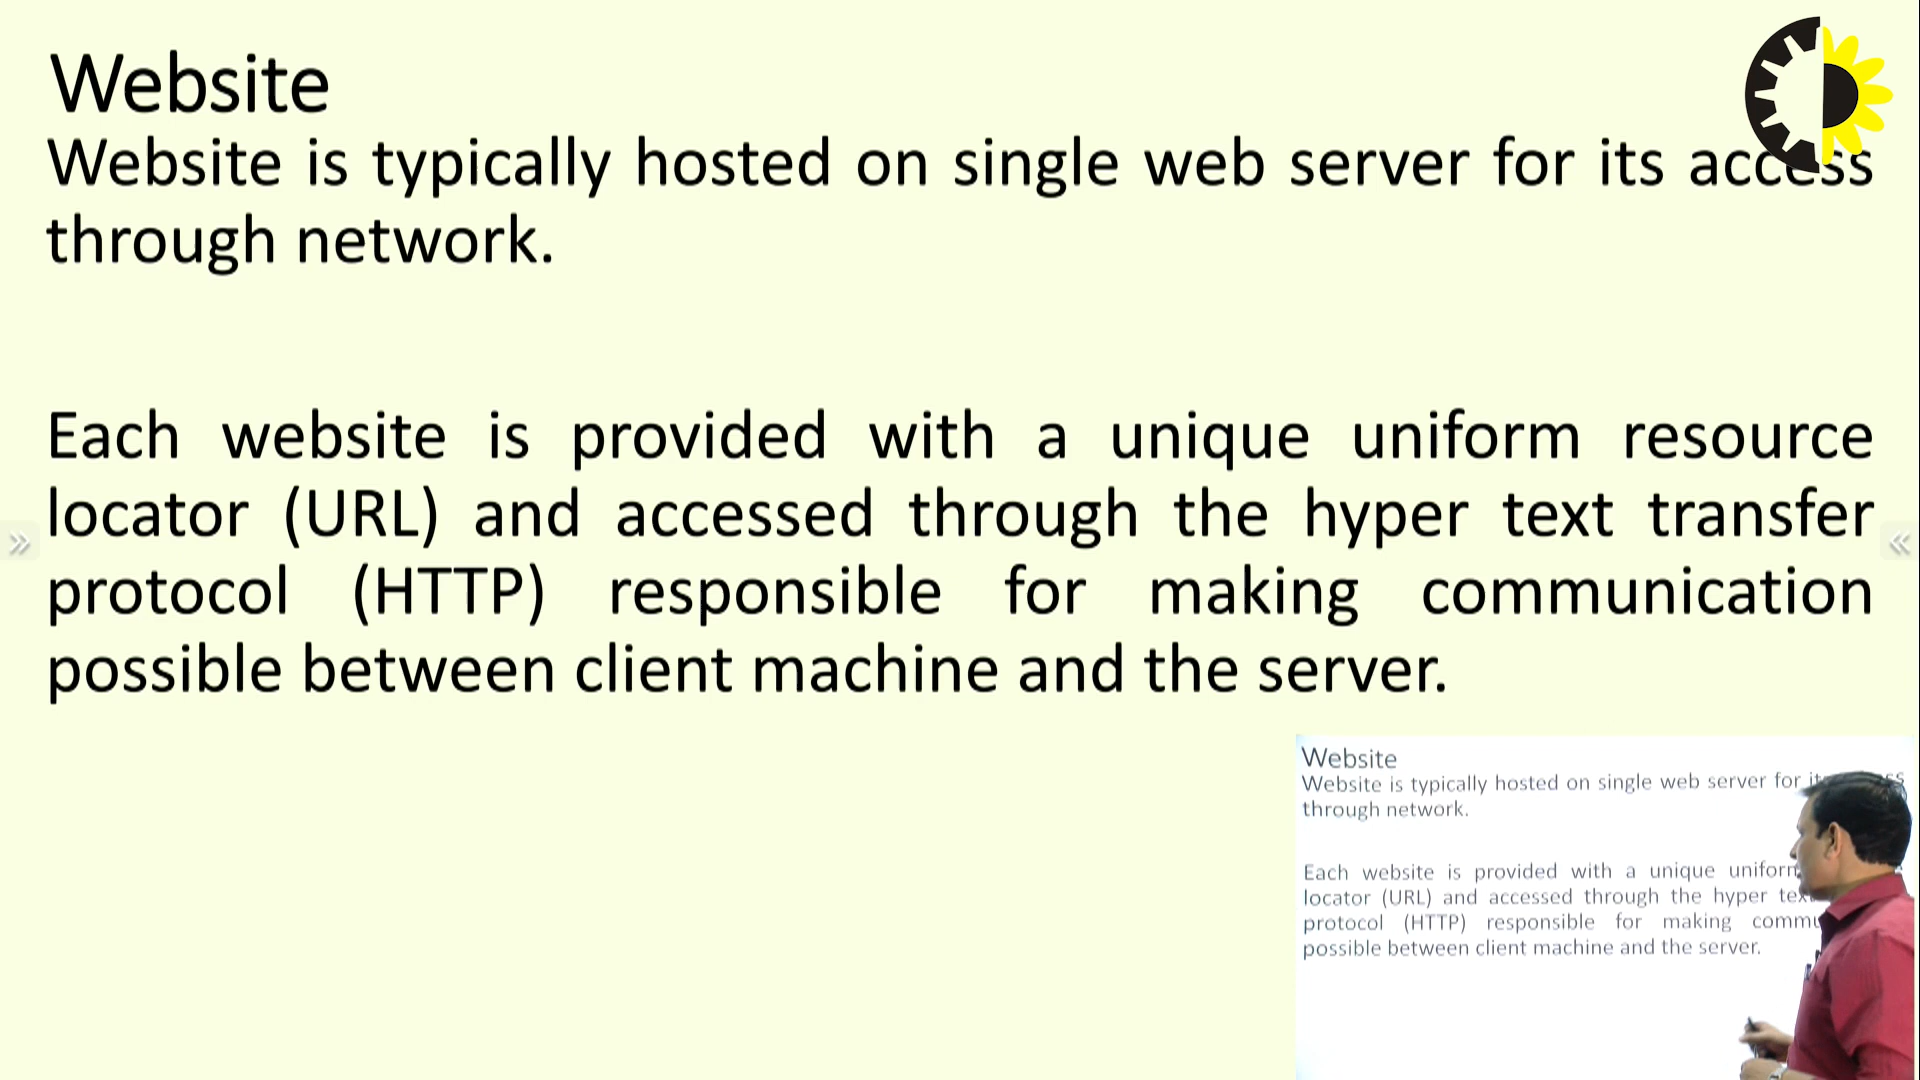 Website
Website is typically hosted on single web server for its access
through network.
Each website is provided with a unique uniform resource
locator (URL) and accessed through the hyper text transfer
protocol (HTTP) responsible for making communication
possible between client machine and the server.
Website
Website is typically hosted on single web server for
through network.
Each website is provided with a unique
locator (URL) and accessed through the hyper
protocol (HTTP) responsible for making
possible between client machine and the server.